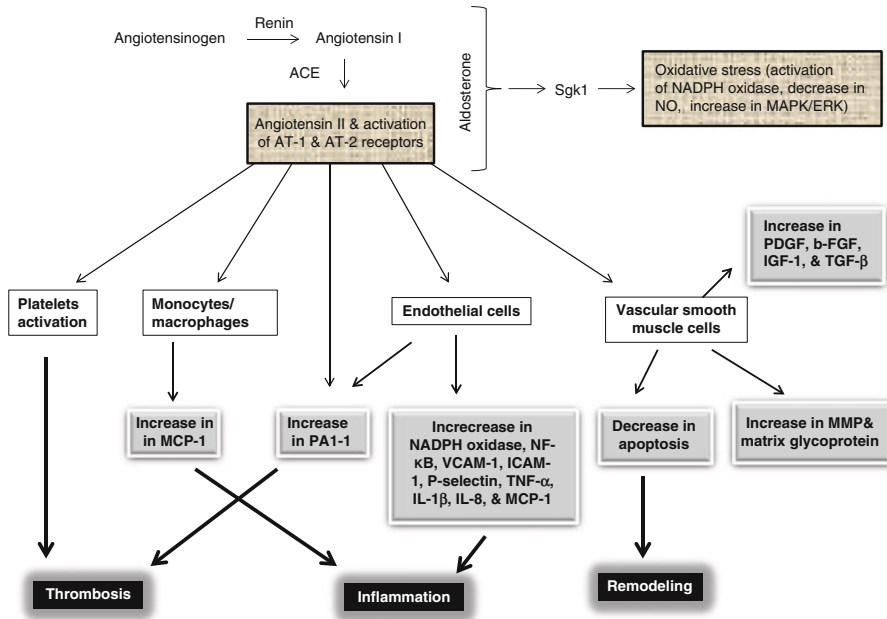 Renin
Angiotensinogen
Angiotensin I
ACE
Angiotensin II & activation
of AT-1 & AT-2 receptors
Aldosterone
Sgk1
Oxidative stress (activation
of NADPH oxidase, decrease in
NO, increase in MAPK/ERK)
Increase in
PDGF, b-FGF,
IGF-1, & TGF-β
Platelets
activation
Monocytes/
macrophages
Endothelial cells
Vascular smooth
muscle cells
Increase in
in MCP-1
Increase
in PA1-1
Increcrease in
NADPH oxidase, NF-
κB, VCAM-1, ICAM-
1, P-selectin, TNF-α,
IL-1β, IL-8, & MCP-1
Decrease in
apoptosis
Increase in MMP&
matrix glycoprotein
Thrombosis
Inflammation
Remodeling